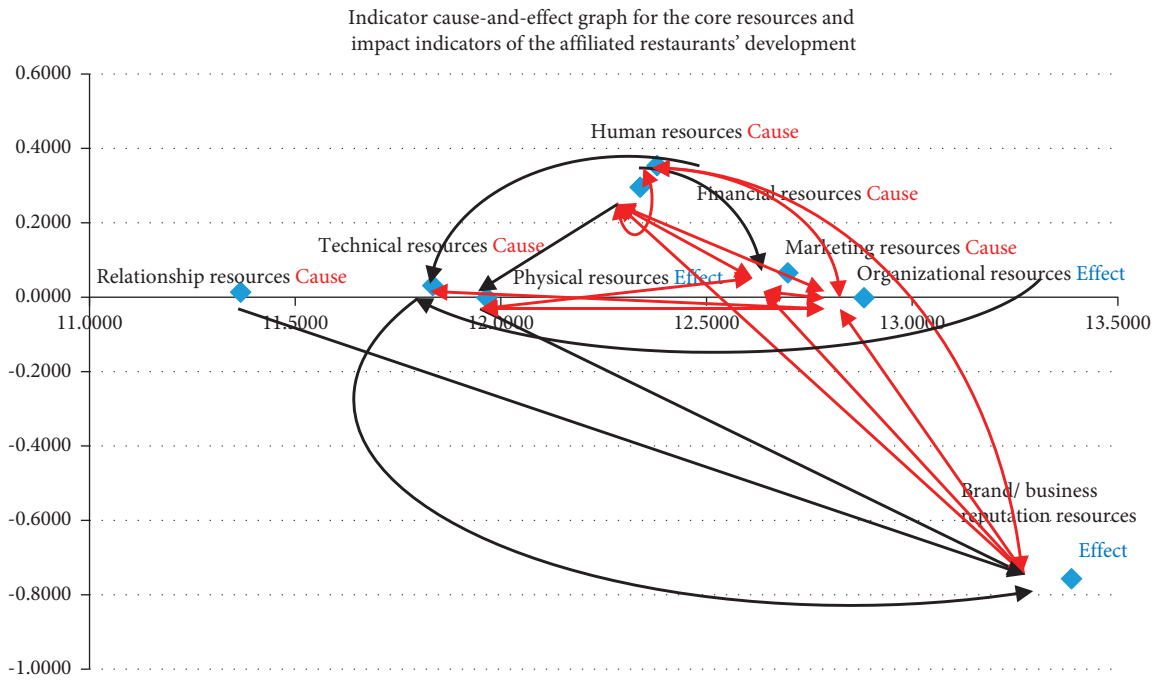 Indicator cause-and-effect graph for the core resources and
impact indicators of the affiliated restaurants’ development
0.6000
0.4000
Human resources Cause
Financial resources Cause
0.2000
Technical resources Cause
Marketing resources Cause
Relationship resources Cause
Physical resources Effect
Organizational resources Effect
0.0000
11.0000
11.5000
12.0000
12.5000
13.0000
13.5000
-0.2000
-0.4000
Brand/ business
reputation resources
Effect
-0.6000
-0.8000
-1.0000